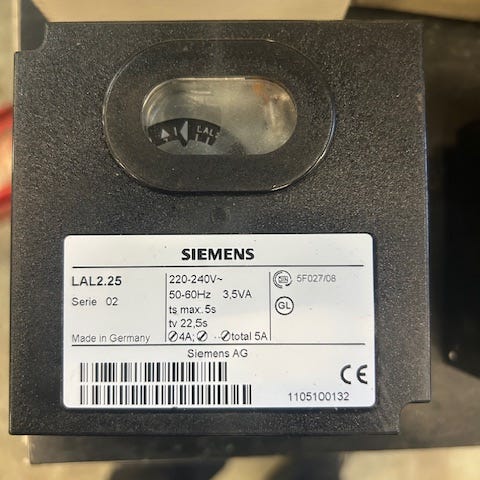 LAL2
SIEMENS
LAL2.25
Serie 02
Made in Germany
220-240V~
50-60Hz 3,5VA
ts max. 5s
tv 22,5s
4A; total 5A
5F027/08
GL
Siemens AG
CE
1105100132